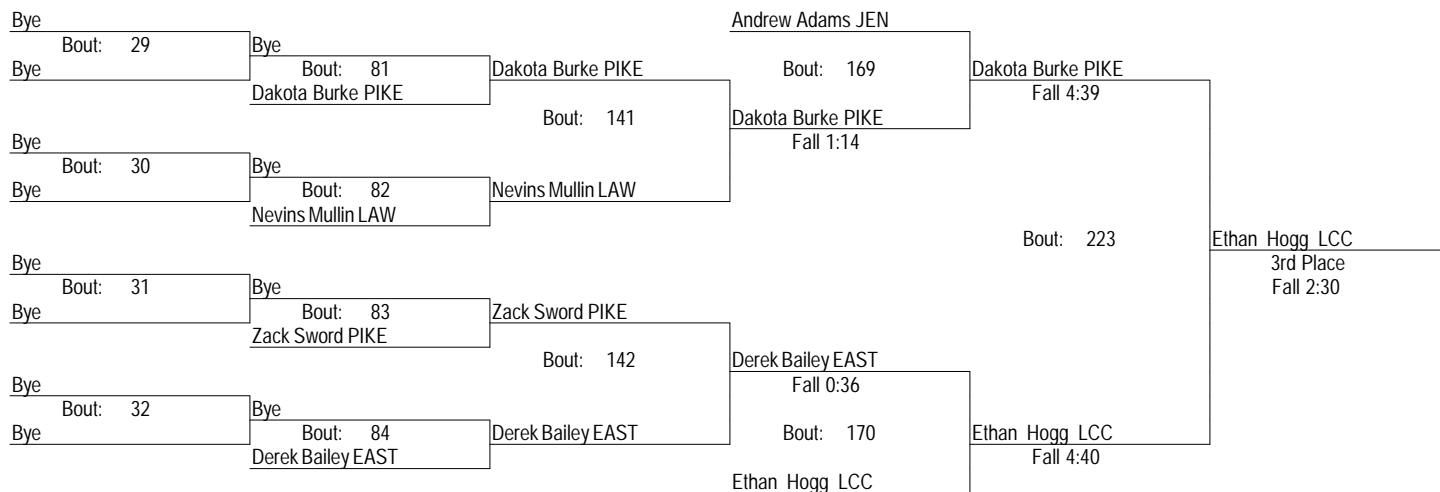 Bye Andrew Adams JEN
Bout: 29 Bye
Bye Bout: 81 Dakota Burke PIKE Bout: 169 Dakota Burke PIKE
Dakota Burke PIKE Fall 4:39
Bout: 141 Dakota Burke PIKE
Bye Fall 1:14
Bout: 30 Bye
Bye Bout: 82 Nevins Mullin LAW
Nevins Mullin LAW
Bout: 223 Ethan Hogg LCC
Bye 3rd Place
Bout: 31 Bye Fall 2:30
Bye Bout: 83 Zack Sword PIKE
Zack Sword PIKE
Bout: 142 Derek Bailey EAST
Bye Fall 0:36
Bout: 32 Bye
Bye Bout: 84 Derek Bailey EAST Bout: 170 Ethan Hogg LCC
Derek Bailey EAST Fall 4:40
Ethan Hogg LCC